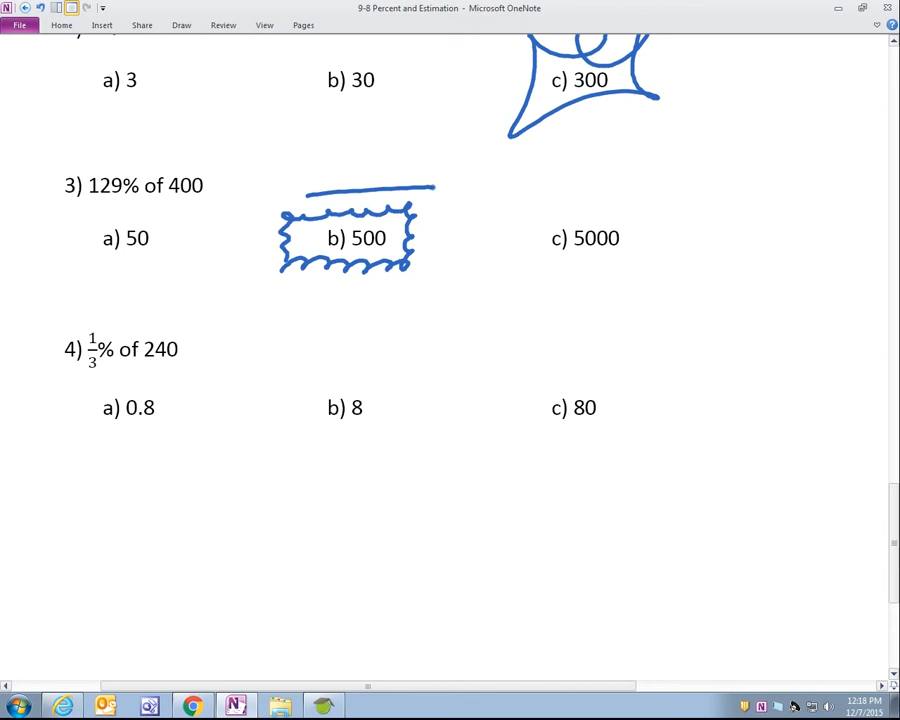 9-8 Percent and Estimation - Microsoft OneNote
File Home Insert Share Draw Review View Pages
a) 3 b) 30 c) 300
3) 129% of 400
a) 50 b) 500 c) 5000
4) 1/3% of 240
a) 0.8 b) 8 c) 80
12:18 PM
12/7/2015